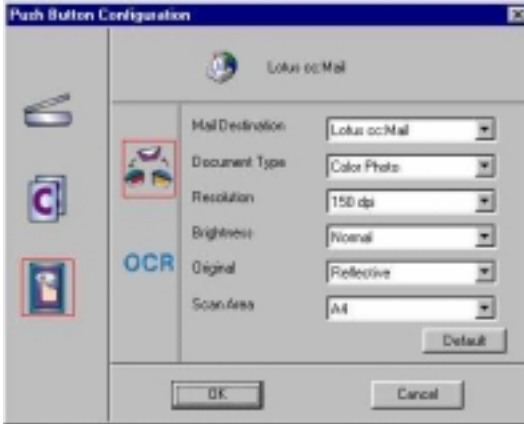 Push Button Configuration
Lotus cc:Mail
Mail Destination Lotus cc:Mail
Document Type Color Photo
Resolution 150 dpi
Brightness Normal
Original Reflective
Scan Area A4
C
OCR
Default
OK
Cancel